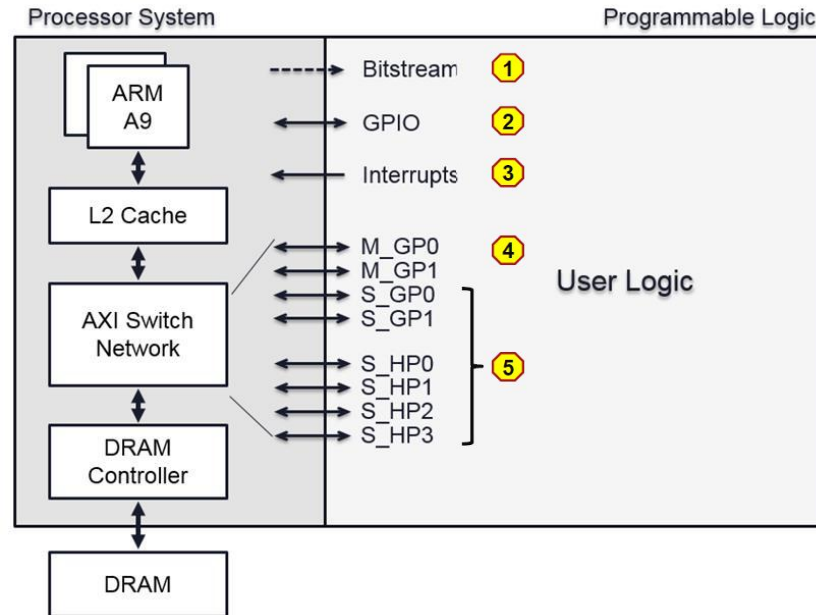 Processor System
Programmable Logic
ARM
A9
L2 Cache
AXI Switch
Network
DRAM
Controller
DRAM
Bitstream
1
GPIO
2
Interrupts
3
M_GP0
4
M_GP1
S_GP0
S_GP1
S_HP0
S_HP1
5
S_HP2
S_HP3
User Logic